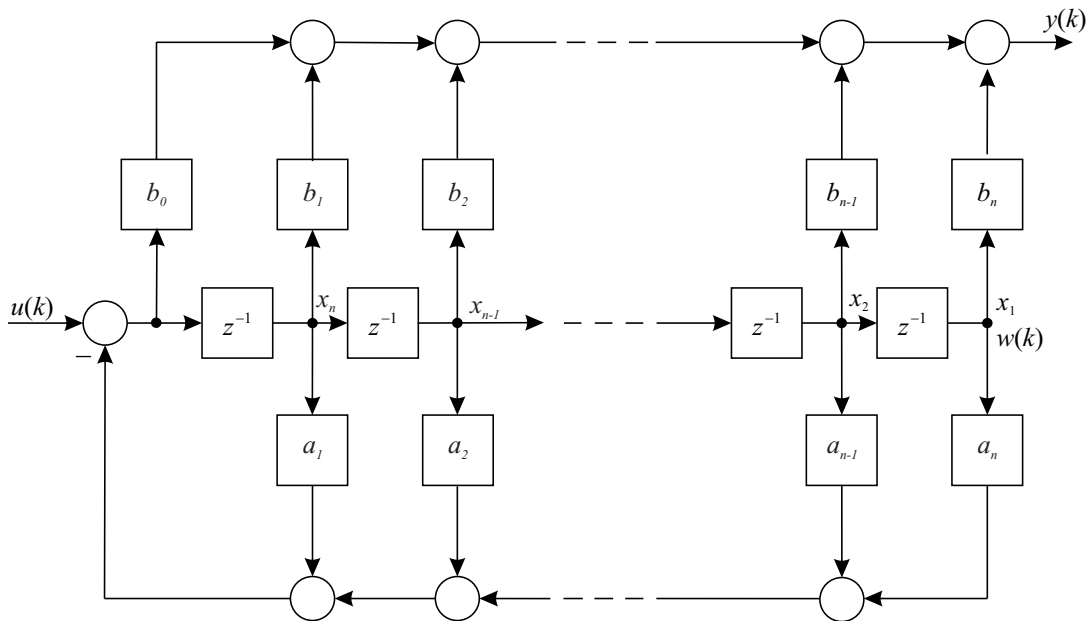 y(k)
b₀ b₁ b₂ bₙ₋₁ bₙ
u(k) z⁻¹ xₙ z⁻¹ xₙ₋₁ z⁻¹ x₂ z⁻¹ x₁
− w(k)
a₁ a₂ aₙ₋₁ aₙ